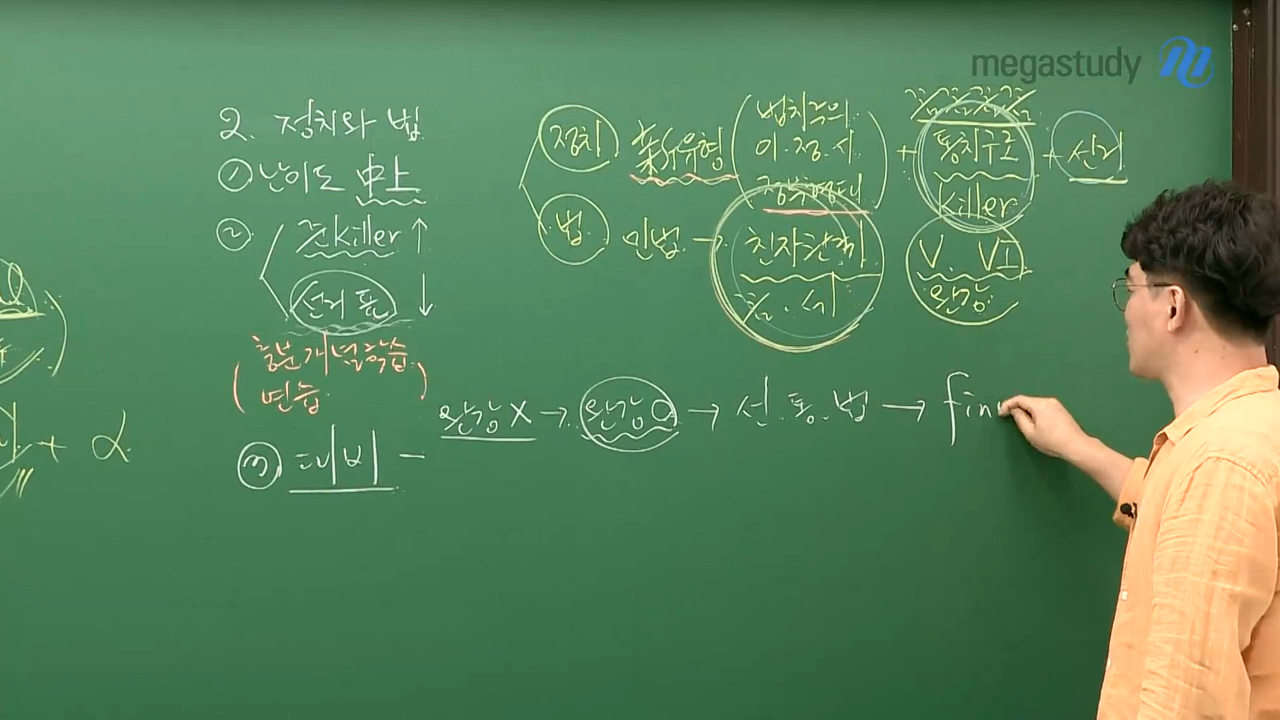 megastudy
2. 정치와 법
① 난이도 中上
② 준killer ↑
선거 폰 ↓
(충분 개념학습
연습)
③ 대비 -
정치 유형 (법치주의
이.정.시
정부형태) + 통치구조 killer + 선거
법 민법 → 친자관계
V. VI
완강
완강X → 완강O → 선.통.법 → fin
+ α